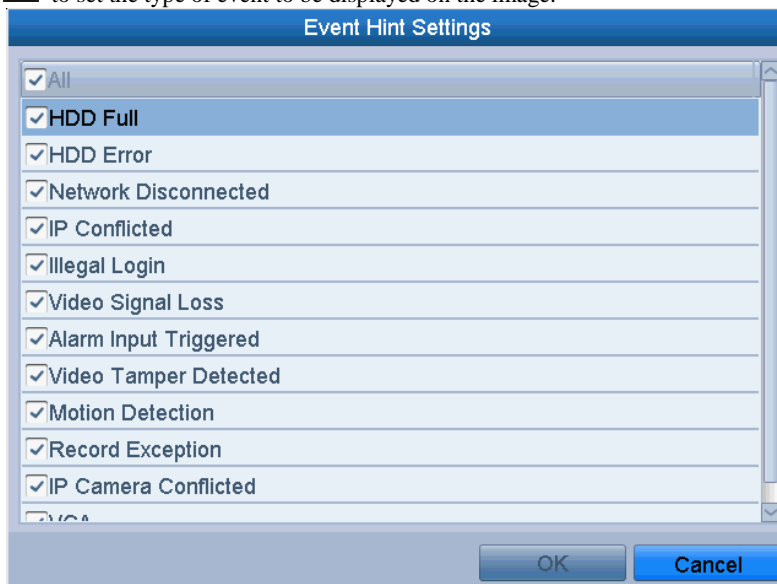 to set the type of event to be displayed on the image.
Event Hint Settings
All
HDD Full
HDD Error
Network Disconnected
IP Conflicted
Illegal Login
Video Signal Loss
Alarm Input Triggered
Video Tamper Detected
Motion Detection
Record Exception
IP Camera Conflicted
VCA
OK
Cancel